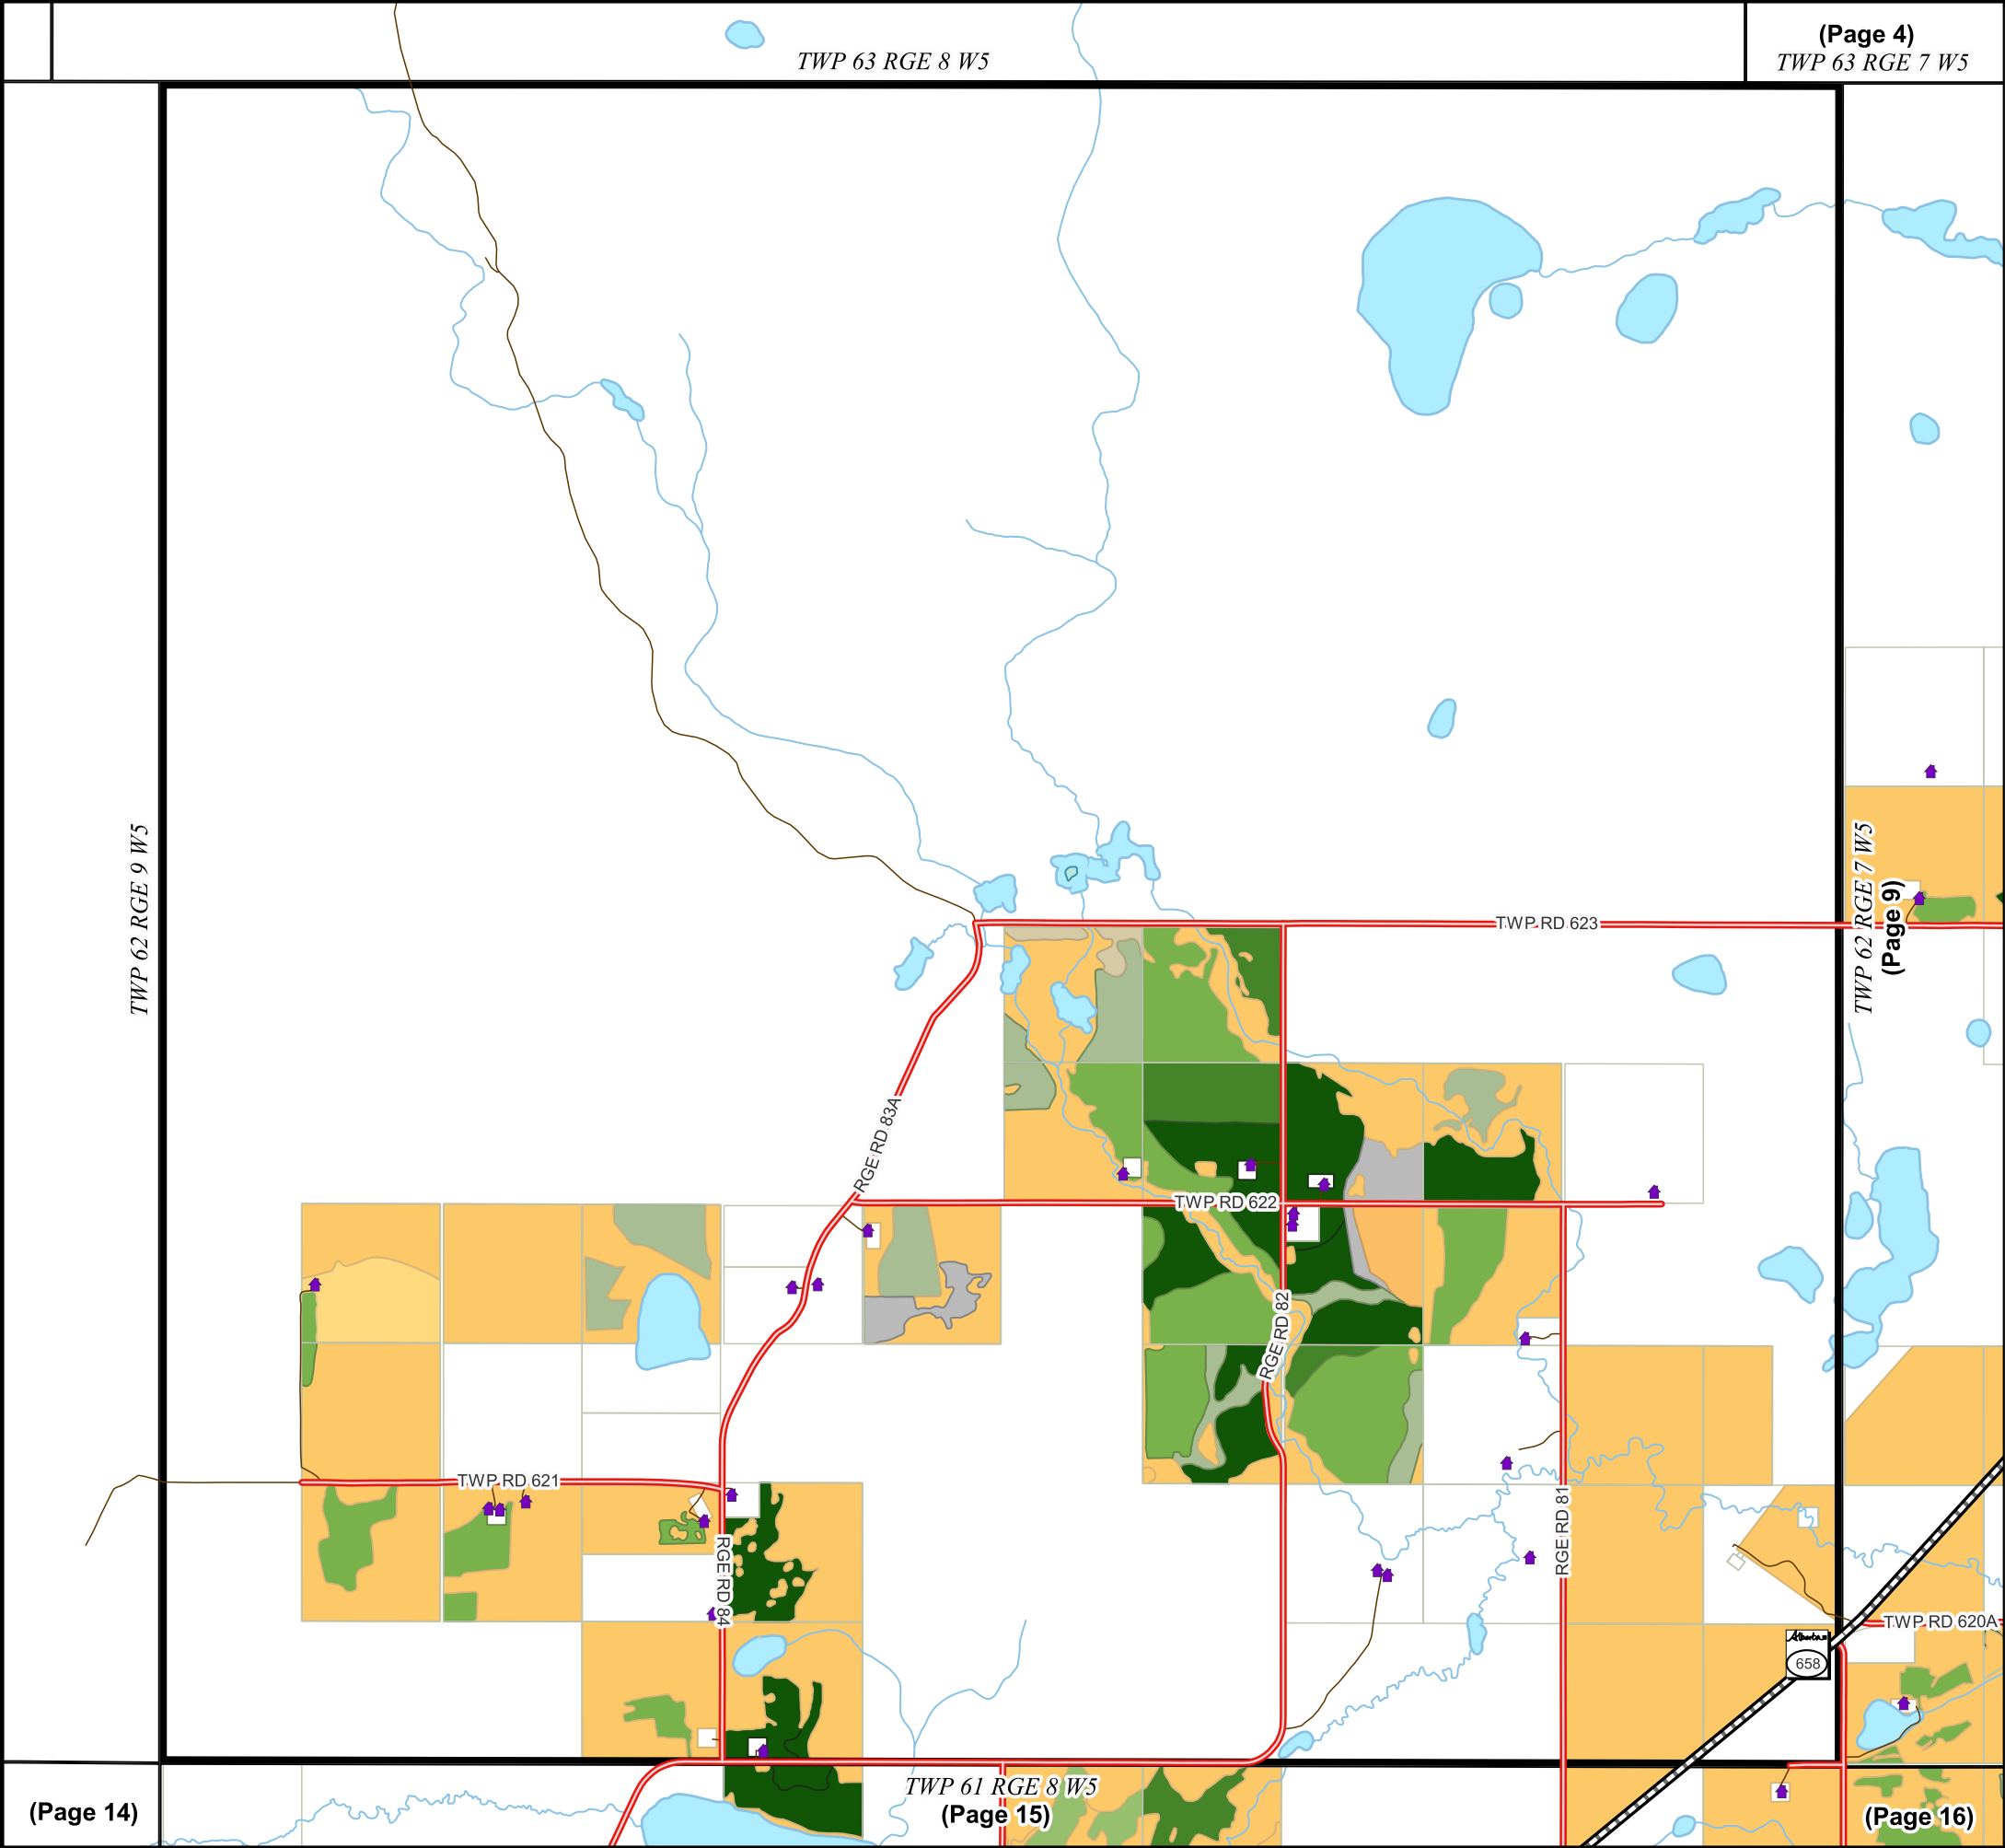 (Page 4)
TWP 63 RGE 8 W5
TWP 63 RGE 7 W5
TWP 62 RGE 9 W5
TWP 62 RGE 7 W5
(Page 9)
TWP RD 623
RGE RD 83A
TWP RD 622
RGE RD 82
TWP RD 621
RGE RD 84
RGE RD 81
TWP RD 620A
Alberta
658
TWP 61 RGE 8 W5
(Page 14)
(Page 15)
(Page 16)